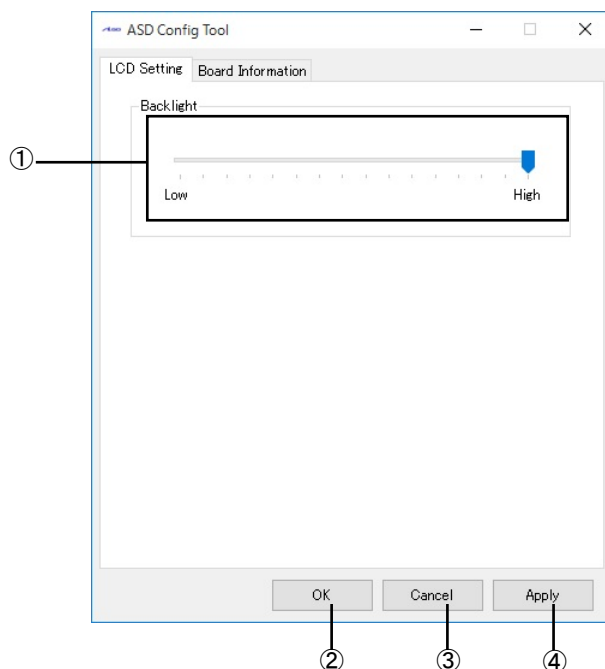 ASD Config Tool
LCD Setting Board Information
Backlight
①
Low High
OK Cancel Apply
② ③ ④